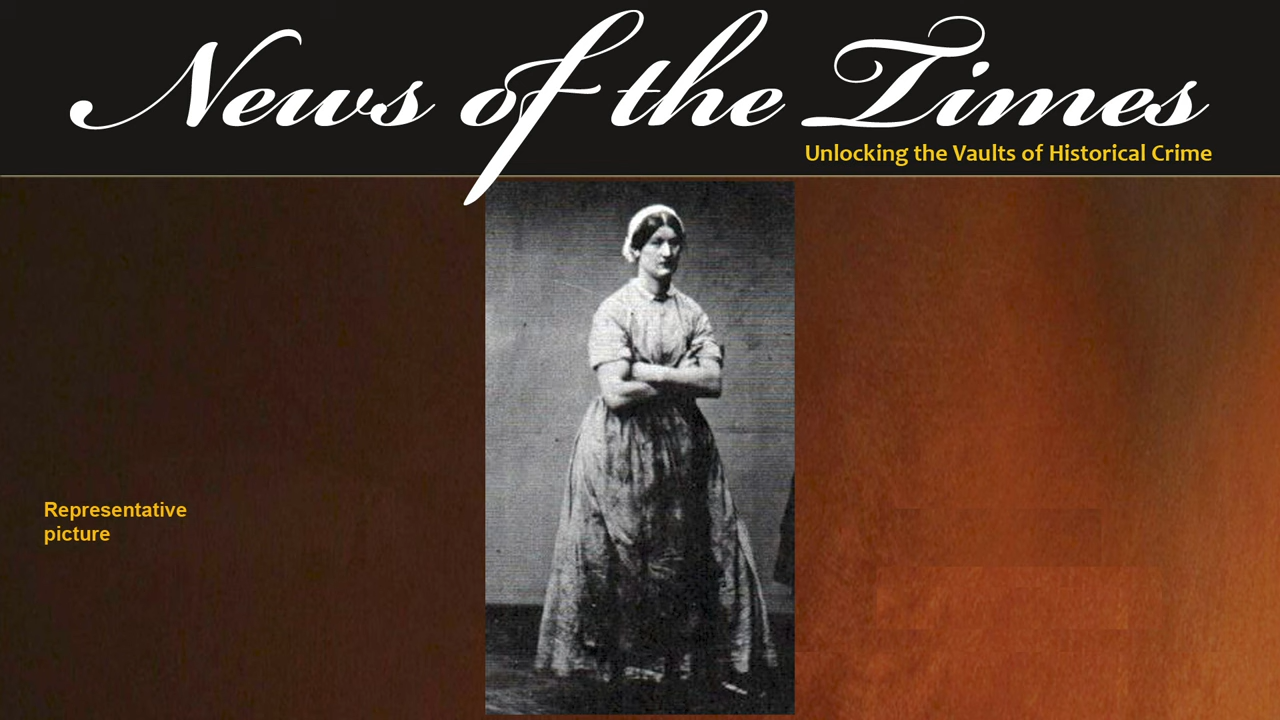 News of the Times
Unlocking the Vaults of Historical Crime
Representative
picture